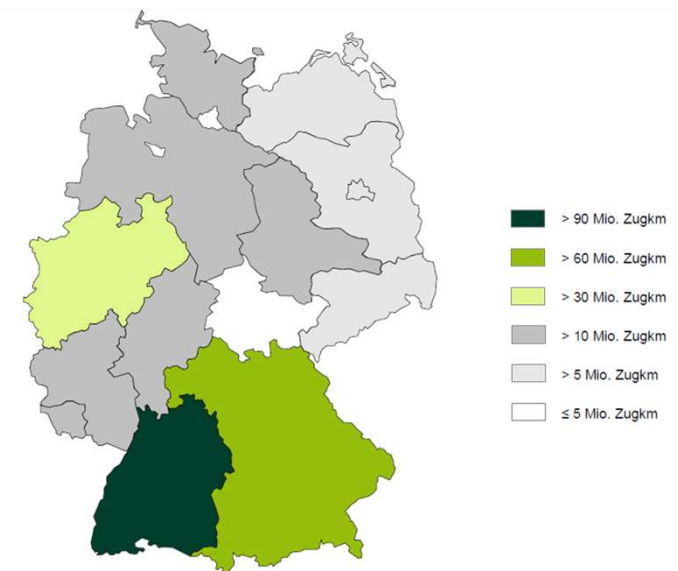 > 90 Mio. Zugkm
> 60 Mio. Zugkm
> 30 Mio. Zugkm
> 10 Mio. Zugkm
> 5 Mio. Zugkm
≤ 5 Mio. Zugkm